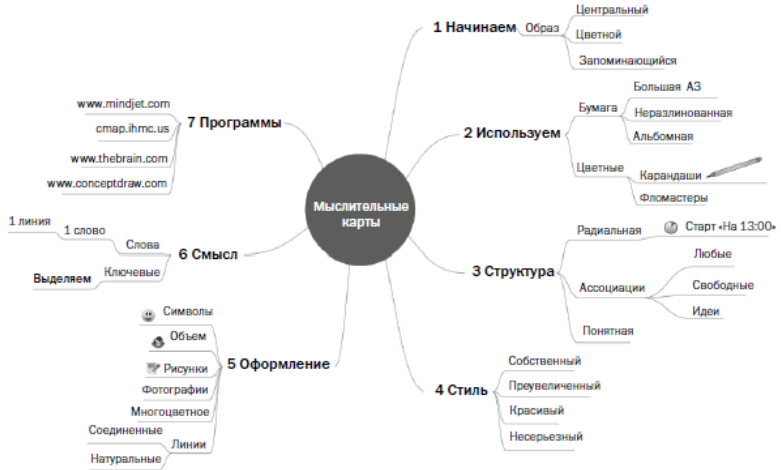 Мыслительные
карты
1 Начинаем
Образ
Центральный
Цветной
Запоминающийся
2 Используем
Бумага
Большая А3
Неразлинованная
Альбомная
Цветные
Карандаши
Фломастеры
3 Структура
Радиальная
Старт «На 13:00»
Ассоциации
Любые
Свободные
Идеи
Понятная
4 Стиль
Собственный
Преувеличенный
Красивый
Несерьезный
5 Оформление
Символы
Объем
Рисунки
Фотографии
Многоцветное
Линии
Соединенные
Натуральные
6 Смысл
Слова
1 слово
1 линия
Ключевые
Выделяем
7 Программы
www.mindjet.com
cmap.ihmc.us
www.thebrain.com
www.conceptdraw.com